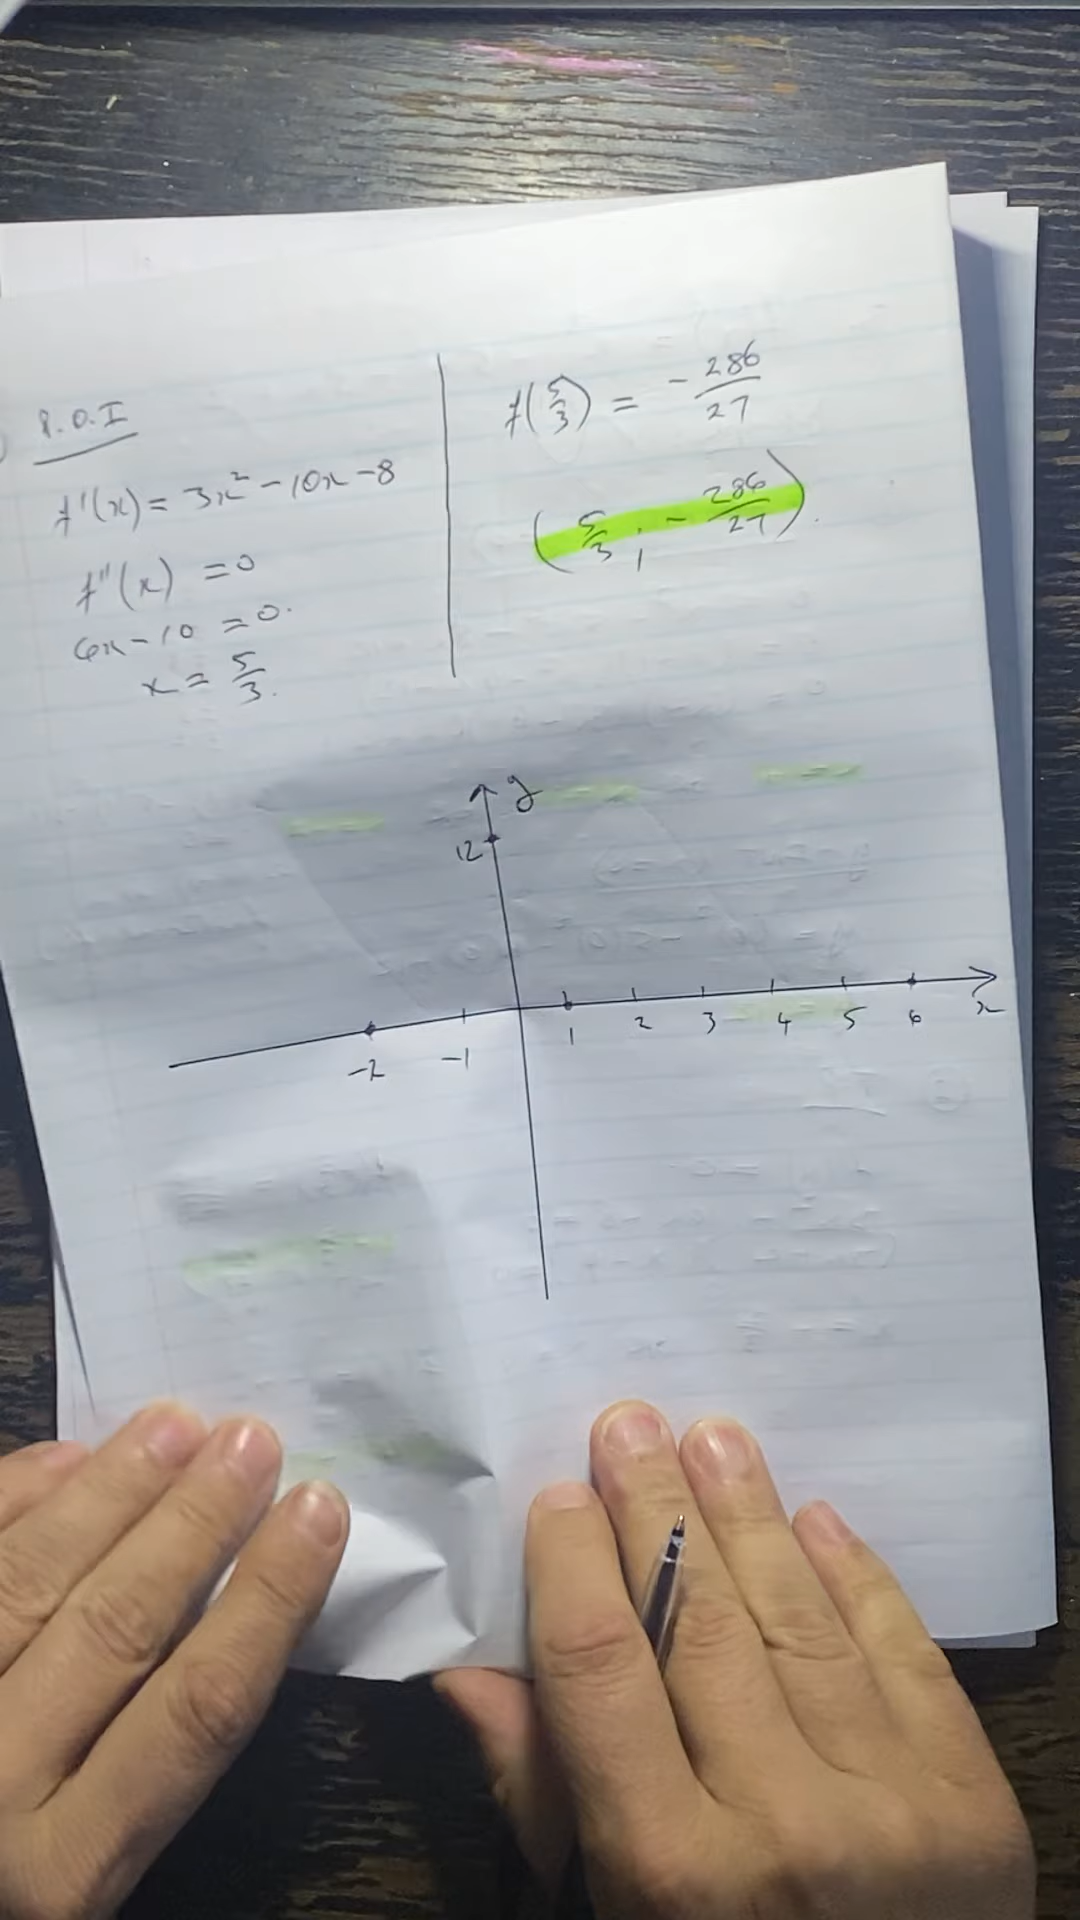 P.O.I
f'(x) = 3x² - 10x - 8
f''(x) = 0
6x - 10 = 0.
x = 5/3.
f(5/3) = - 286/27
(5/3 ; - 286/27).
y
12
-2 -1 1 2 3 4 5 6 x